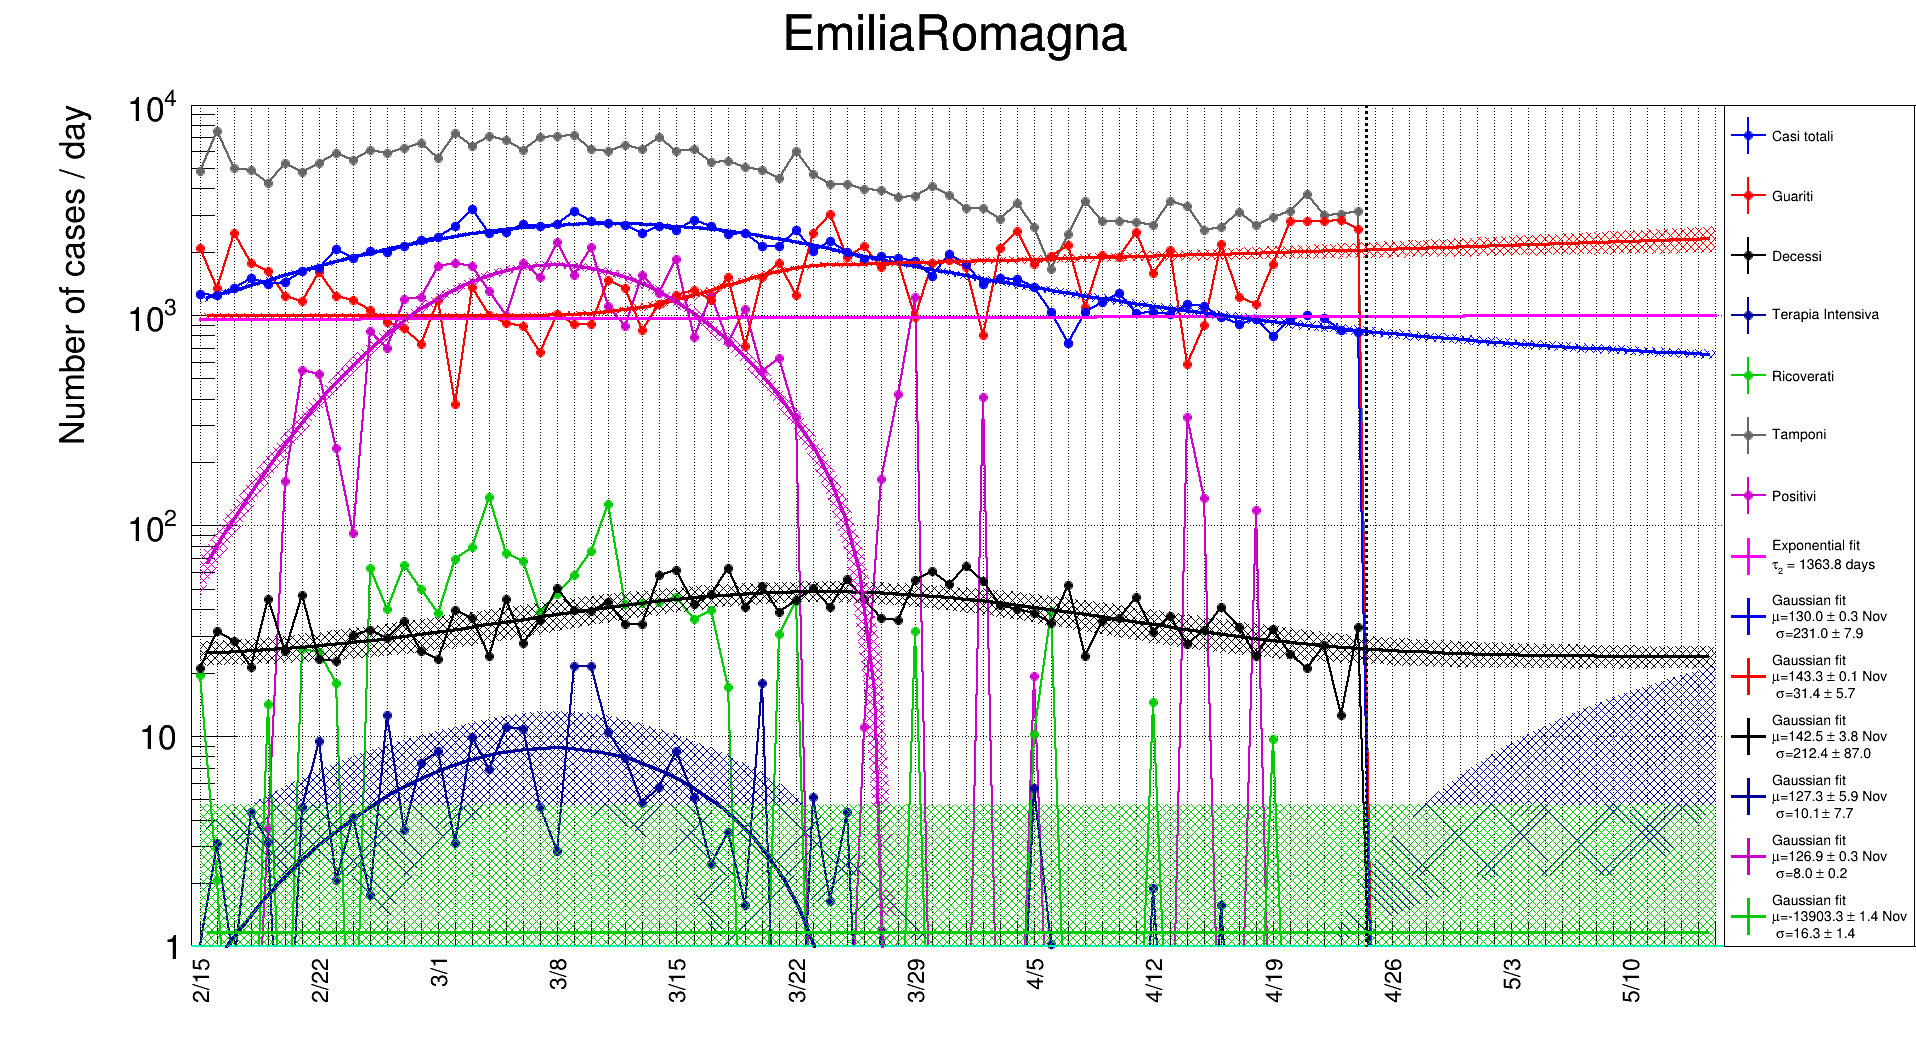 EmiliaRomagna
Number of cases / day
10⁴
10³
10²
10
1
2/15
2/22
3/1
3/8
3/15
3/22
3/29
4/5
4/12
4/19
4/26
5/3
5/10
Casi totali
Guariti
Decessi
Terapia Intensiva
Ricoverati
Tamponi
Positivi
Exponential fit
τ₂ = 1363.8 days
Gaussian fit
μ=130.0 ± 0.3 Nov
σ=231.0 ± 7.9
Gaussian fit
μ=143.3 ± 0.1 Nov
σ=31.4 ± 5.7
Gaussian fit
μ=142.5 ± 3.8 Nov
σ=212.4 ± 87.0
Gaussian fit
μ=127.3 ± 5.9 Nov
σ=10.1 ± 7.7
Gaussian fit
μ=126.9 ± 0.3 Nov
σ=8.0 ± 0.2
Gaussian fit
μ=-13903.3 ± 1.4 Nov
σ=16.3 ± 1.4